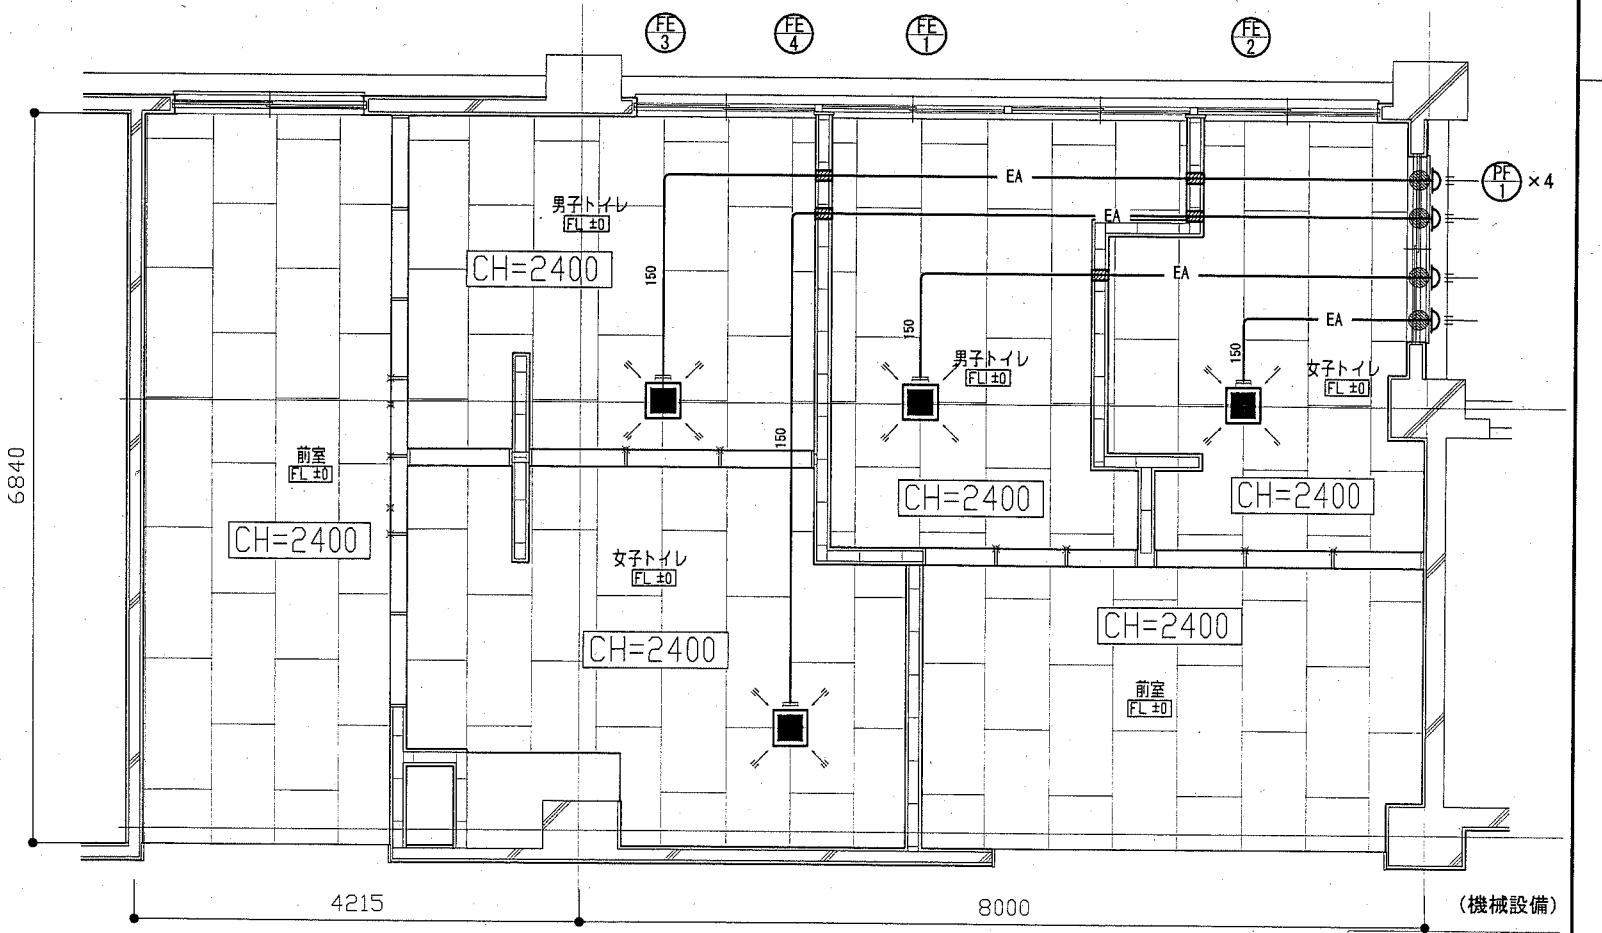 FE
3
FE
4
FE
1
FE
2
PF
1
×4
EA
男子トイレ
FL ±0
EA
CH=2400
150
EA
150
EA
150
男子トイレ
FL ±0
女子トイレ
FL ±0
150
前室
FL ±0
6840
CH=2400
CH=2400
CH=2400
女子トイレ
FL ±0
CH=2400
CH=2400
前室
FL ±0
4215
8000
(機械設備)